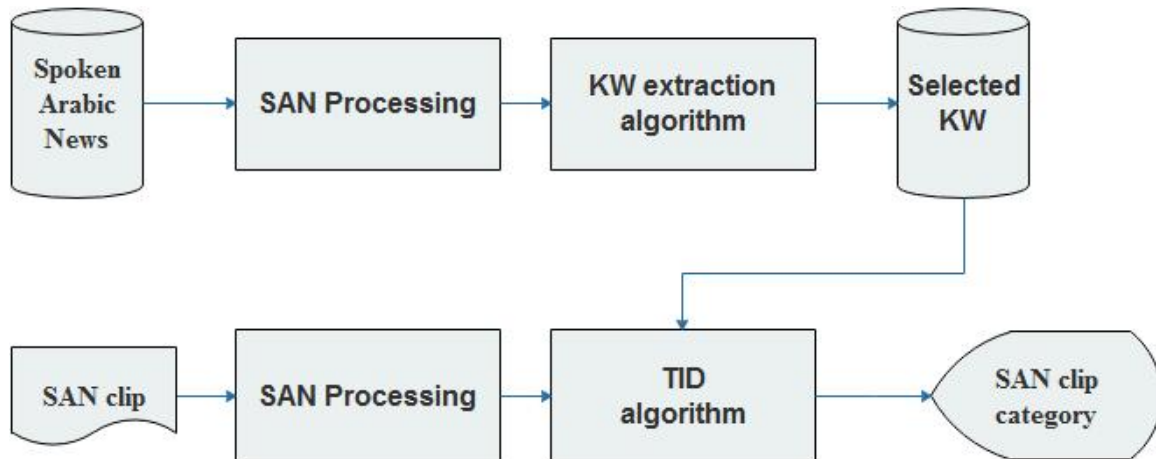 Spoken
Arabic
News
SAN Processing
KW extraction
algorithm
Selected
KW
SAN clip
SAN Processing
TID
algorithm
SAN clip
category